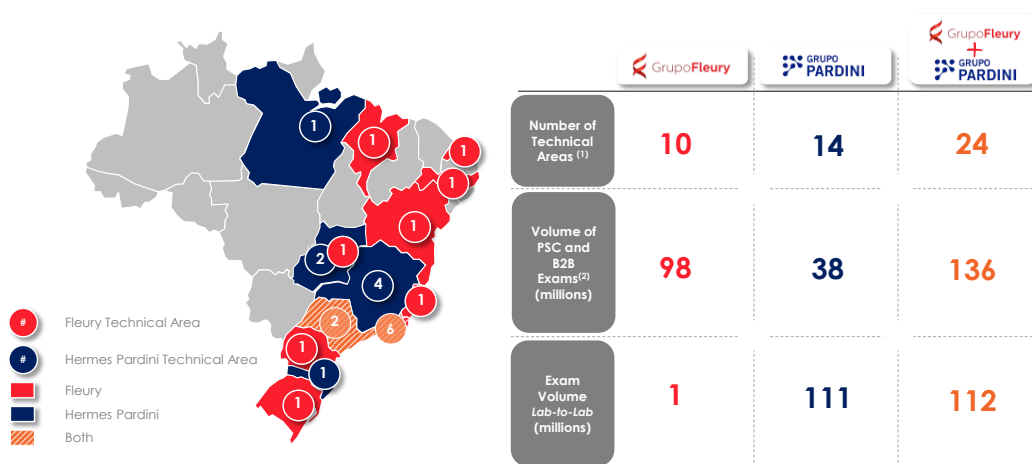 1
1
1
1
1
2
1
4
1
2
6
1
1
1
# Fleury Technical Area
# Hermes Pardini Technical Area
Fleury
Hermes Pardini
Both
GrupoFleury
GRUPO
PARDINI
GrupoFleury
+
GRUPO
PARDINI
Number of
Technical
Areas (1)
10
14
24
Volume of
PSC and
B2B
Exams(2)
(millions)
98
38
136
Exam
Volume
Lab-to-Lab
(millions)
1
111
112